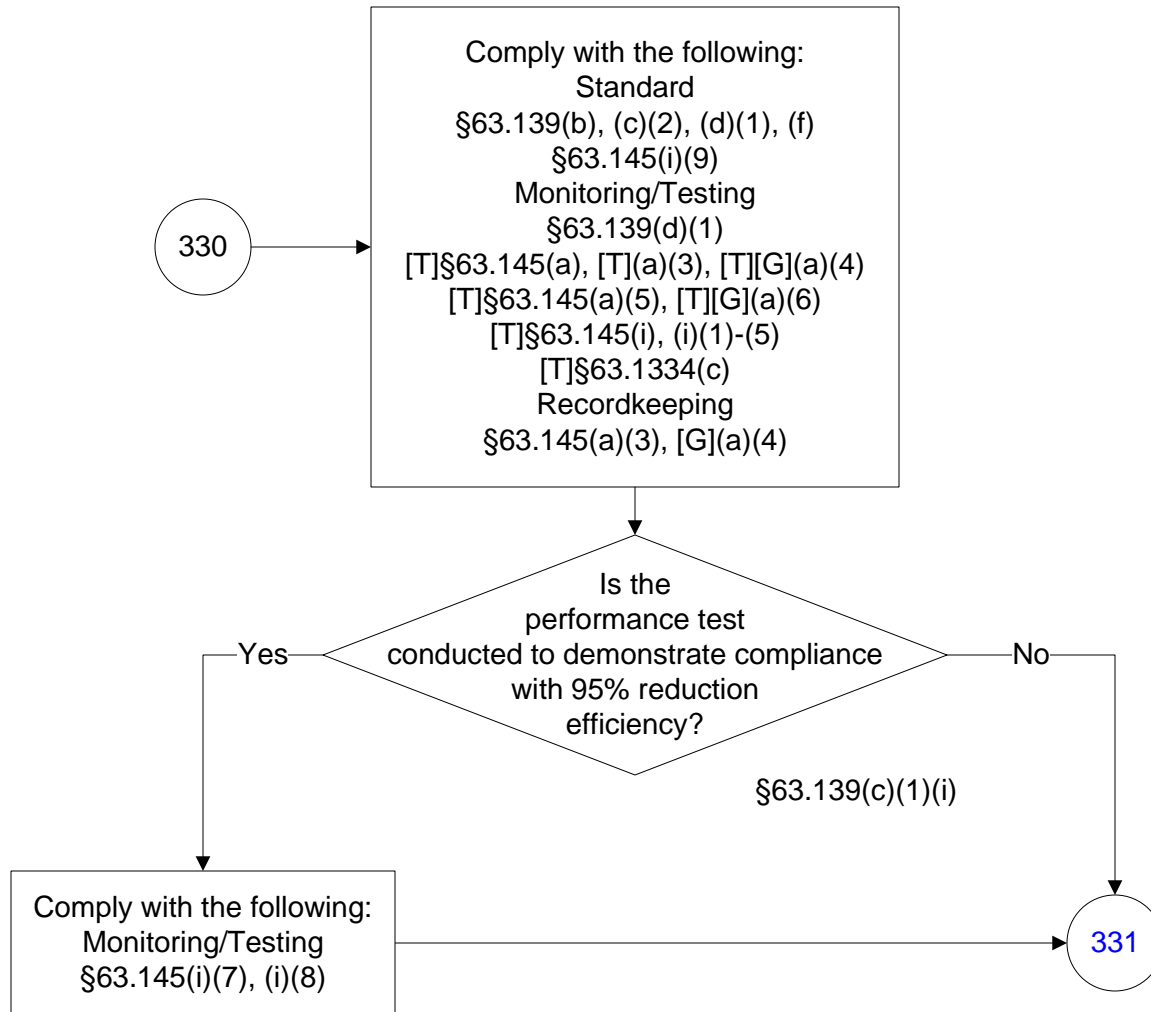 Comply with the following:
Standard
§63.139(b), (c)(2), (d)(1), (f)
§63.145(i)(9)
Monitoring/Testing
§63.139(d)(1)
[T]§63.145(a), [T](a)(3), [T][G](a)(4)
[T]§63.145(a)(5), [T][G](a)(6)
[T]§63.145(i), (i)(1)-(5)
[T]§63.1334(c)
Recordkeeping
§63.145(a)(3), [G](a)(4)
330
Is the
performance test
conducted to demonstrate compliance
with 95% reduction
efficiency?
Yes
No
§63.139(c)(1)(i)
Comply with the following:
Monitoring/Testing
§63.145(i)(7), (i)(8)
331